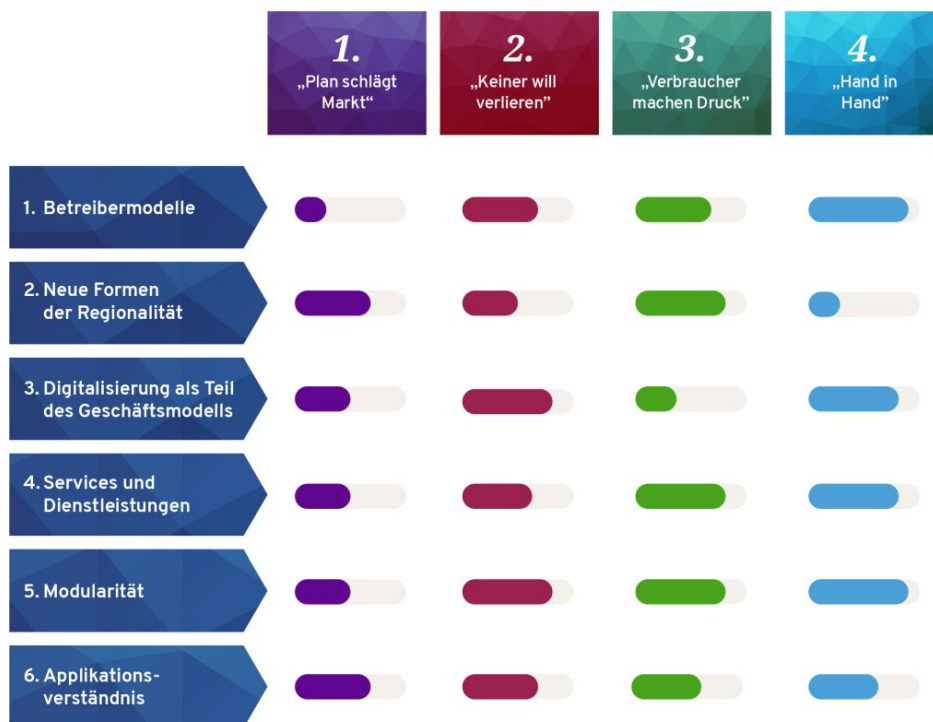 1.
„Plan schlägt
Markt“
2.
„Keiner will
verlieren”
3.
„Verbraucher
machen Druck”
4.
„Hand in
Hand”
1. Betreibermodelle
2. Neue Formen
der Regionalität
3. Digitalisierung als Teil
des Geschäftsmodells
4. Services und
Dienstleistungen
5. Modularität
6. Applikations-
verständnis